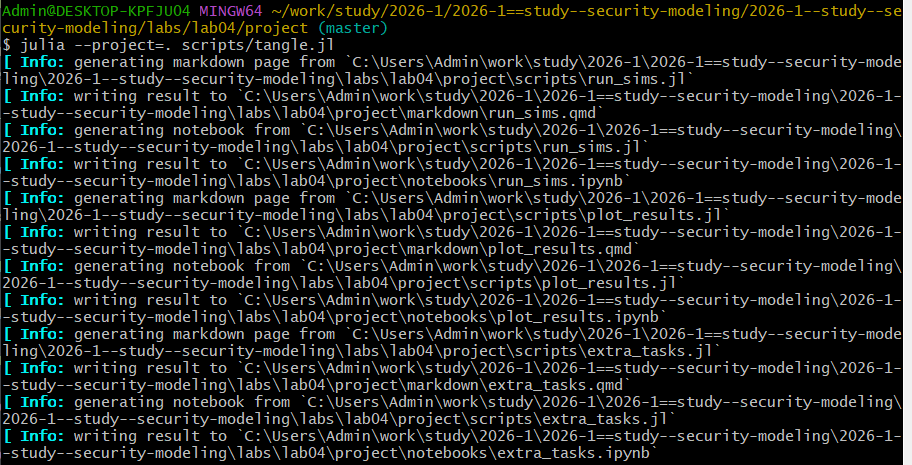 Admin@DESKTOP-KPFJUO4 MINGW64 ~/work/study/2026-1/2026-1==study--security-modeling/2026-1--study--se
curity-modeling/labs/lab04/project (master)
$ julia --project=. scripts/tangle.jl
[ Info: generating markdown page from `C:\Users\Admin\work\study\2026-1\2026-1==study--security-mode
ling\2026-1--study--security-modeling\labs\lab04\project\scripts\run_sims.jl`
[ Info: writing result to `C:\Users\Admin\work\study\2026-1\2026-1==study--security-modeling\2026-1-
-study--security-modeling\labs\lab04\project\markdown\run_sims.qmd`
[ Info: generating notebook from `C:\Users\Admin\work\study\2026-1\2026-1==study--security-modeling\
2026-1--study--security-modeling\labs\lab04\project\scripts\run_sims.jl`
[ Info: writing result to `C:\Users\Admin\work\study\2026-1\2026-1==study--security-modeling\2026-1-
-study--security-modeling\labs\lab04\project\notebooks\run_sims.ipynb`
[ Info: generating markdown page from `C:\Users\Admin\work\study\2026-1\2026-1==study--security-mode
ling\2026-1--study--security-modeling\labs\lab04\project\scripts\plot_results.jl`
[ Info: writing result to `C:\Users\Admin\work\study\2026-1\2026-1==study--security-modeling\2026-1-
-study--security-modeling\labs\lab04\project\markdown\plot_results.qmd`
[ Info: generating notebook from `C:\Users\Admin\work\study\2026-1\2026-1==study--security-modeling\
2026-1--study--security-modeling\labs\lab04\project\scripts\plot_results.jl`
[ Info: writing result to `C:\Users\Admin\work\study\2026-1\2026-1==study--security-modeling\2026-1-
-study--security-modeling\labs\lab04\project\notebooks\plot_results.ipynb`
[ Info: generating markdown page from `C:\Users\Admin\work\study\2026-1\2026-1==study--security-mode
ling\2026-1--study--security-modeling\labs\lab04\project\scripts\extra_tasks.jl`
[ Info: writing result to `C:\Users\Admin\work\study\2026-1\2026-1==study--security-modeling\2026-1-
-study--security-modeling\labs\lab04\project\markdown\extra_tasks.qmd`
[ Info: generating notebook from `C:\Users\Admin\work\study\2026-1\2026-1==study--security-modeling\
2026-1--study--security-modeling\labs\lab04\project\scripts\extra_tasks.jl`
[ Info: writing result to `C:\Users\Admin\work\study\2026-1\2026-1==study--security-modeling\2026-1-
-study--security-modeling\labs\lab04\project\notebooks\extra_tasks.ipynb`